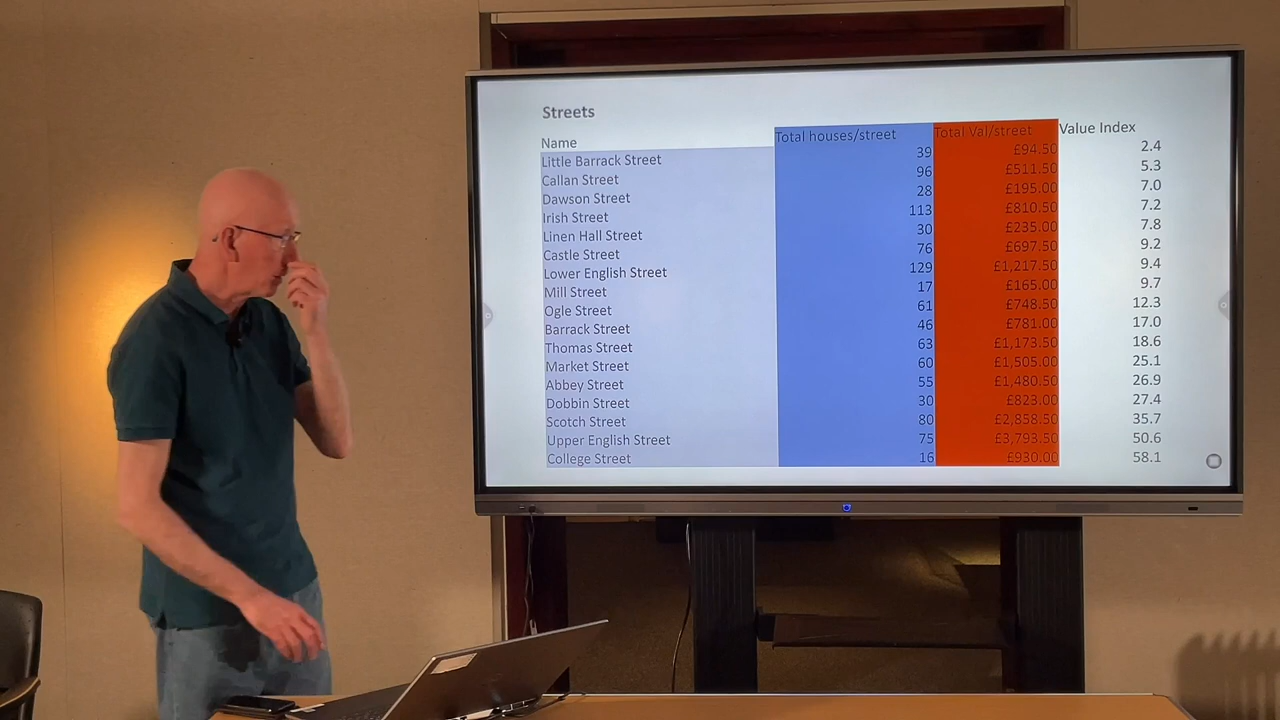 Streets
Name Total houses/street Total Val/street Value Index
Little Barrack Street 39 £94.50 2.4
Callan Street 96 £511.50 5.3
Dawson Street 28 £195.00 7.0
Irish Street 113 £810.50 7.2
Linen Hall Street 30 £235.00 7.8
Castle Street 76 £697.50 9.2
Lower English Street 129 £1,217.50 9.4
Mill Street 17 £165.00 9.7
Ogle Street 61 £748.50 12.3
Barrack Street 46 £781.00 17.0
Thomas Street 63 £1,173.50 18.6
Market Street 60 £1,505.00 25.1
Abbey Street 55 £1,480.50 26.9
Dobbin Street 30 £823.00 27.4
Scotch Street 80 £2,858.50 35.7
Upper English Street 75 £3,793.50 50.6
College Street 16 £930.00 58.1